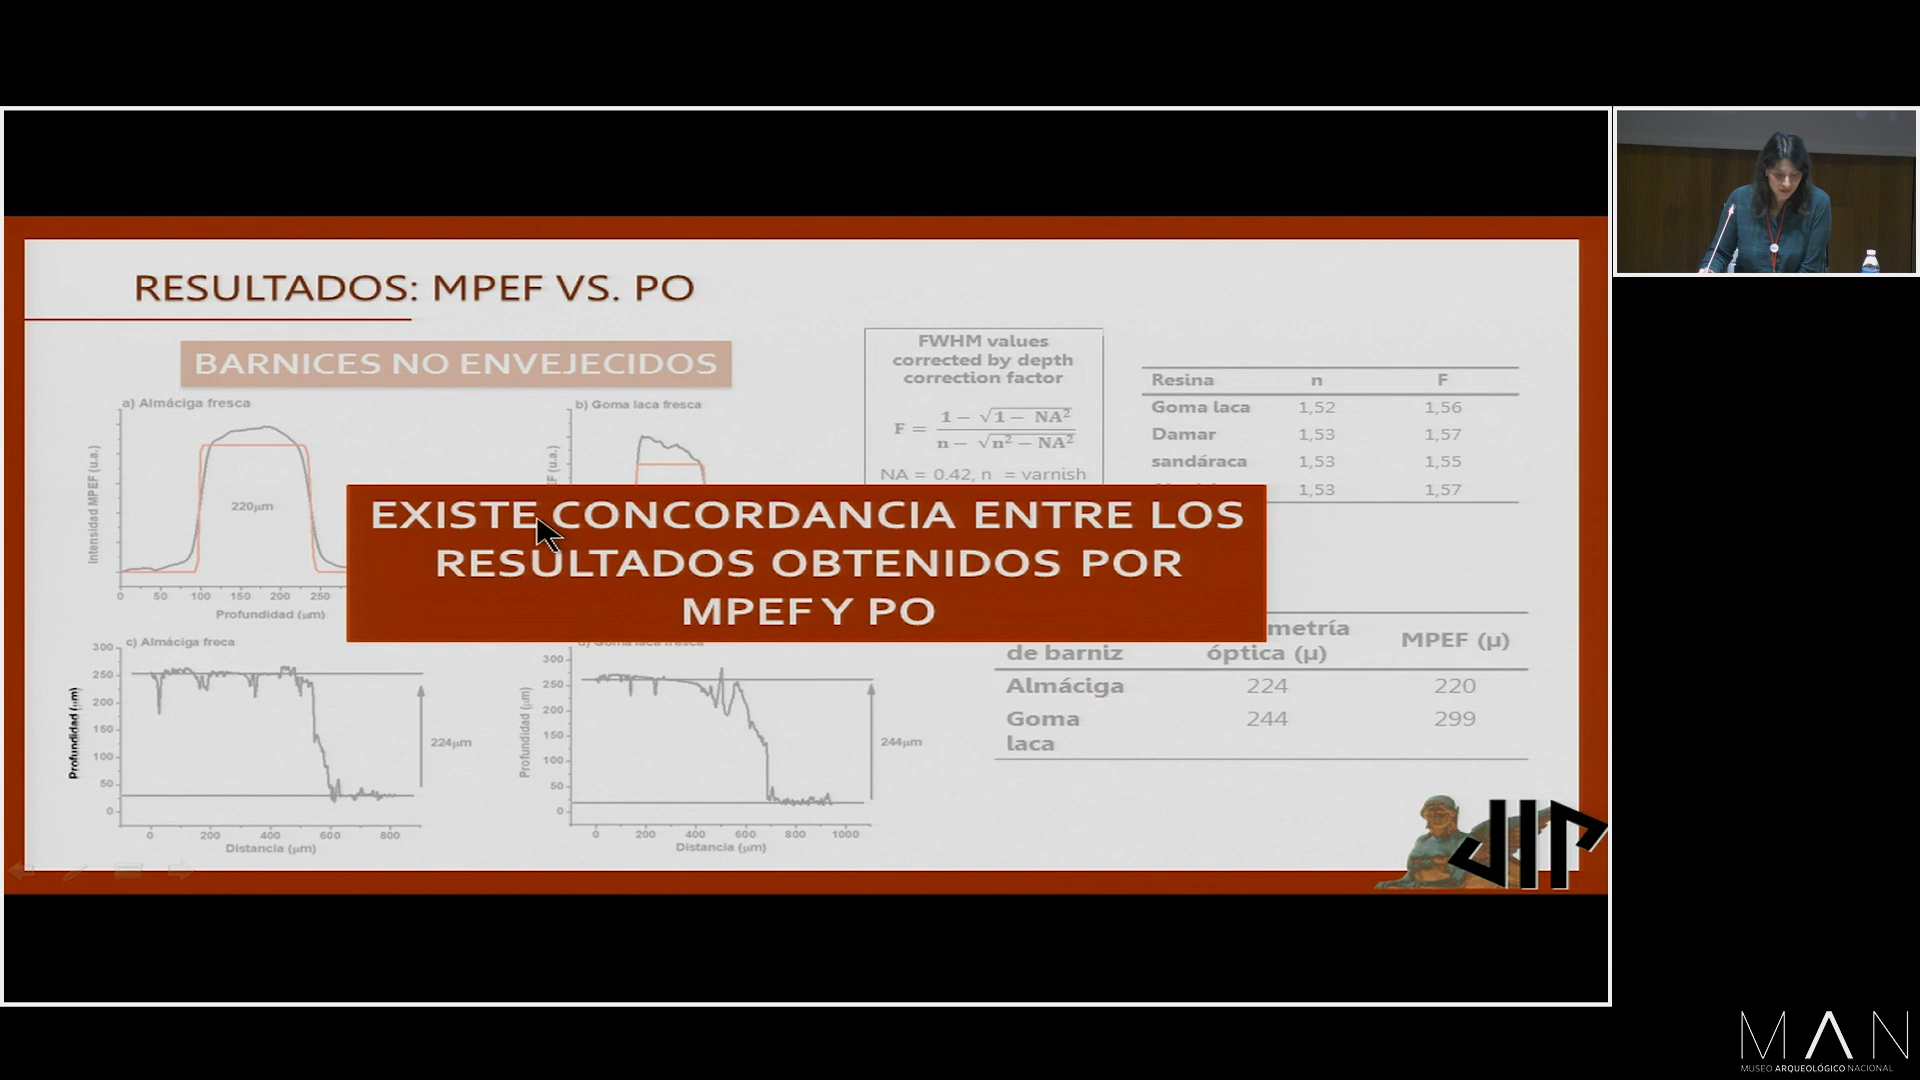 RESULTADOS: MPEF VS. PO
BARNICES NO ENVEJECIDOS
a) Almáciga fresca
Intensidad MPEF (u.a.)
220µm
0 50 100 150 200 250
Profundidad (µm)
b) Goma laca fresca
FWHM values
corrected by depth
correction factor
F = 1 − √1 − NA² / n − √n² − NA²
NA = 0.42, n = varnish
Resina n F
Goma laca 1,52 1,56
Damar 1,53 1,57
sandáraca 1,53 1,55
1,53 1,57
EXISTE CONCORDANCIA ENTRE LOS
RESULTADOS OBTENIDOS POR
MPEF Y PO
c) Almáciga freca
Profundidad (µm)
300
250
200
150
100
50
0
224µm
0 200 400 600 800
Distancia (µm)
d) Goma laca fresca
Profundidad (µm)
300
250
200
150
100
50
0
244µm
0 200 400 600 800 1000
Distancia (µm)
metría
de barniz óptica (µ) MPEF (µ)
Almáciga 224 220
Goma 244 299
laca
MAN
MUSEO ARQUEOLÓGICO NACIONAL